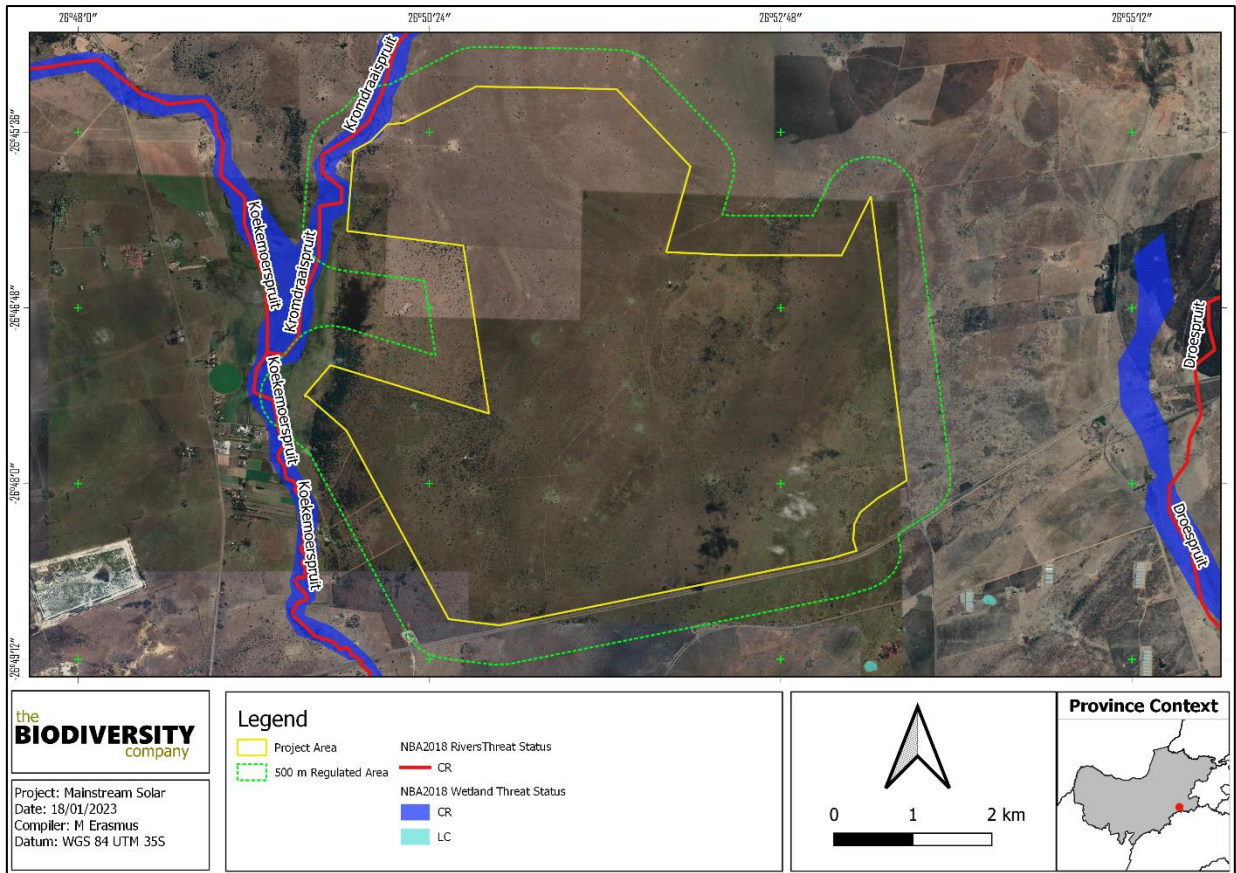 26°48'0"
26°50'24"
26°52'48"
26°55'12"
-26°45'36"
-26°46'48"
-26°48'0"
-26°49'12"
Kromdraaispruit
Koekemoerspruit
Kromdraaispruit
Koekemoerspruit
Koekemoerspruit
Droespruit
Droespruit
the
BIODIVERSITY
company
Project: Mainstream Solar
Date: 18/01/2023
Compiler: M Erasmus
Datum: WGS 84 UTM 35S
Legend
Project Area
500 m Regulated Area
NBA2018 RiversThreat Status
CR
NBA2018 Wetland Threat Status
CR
LC
0 1 2 km
Province Context